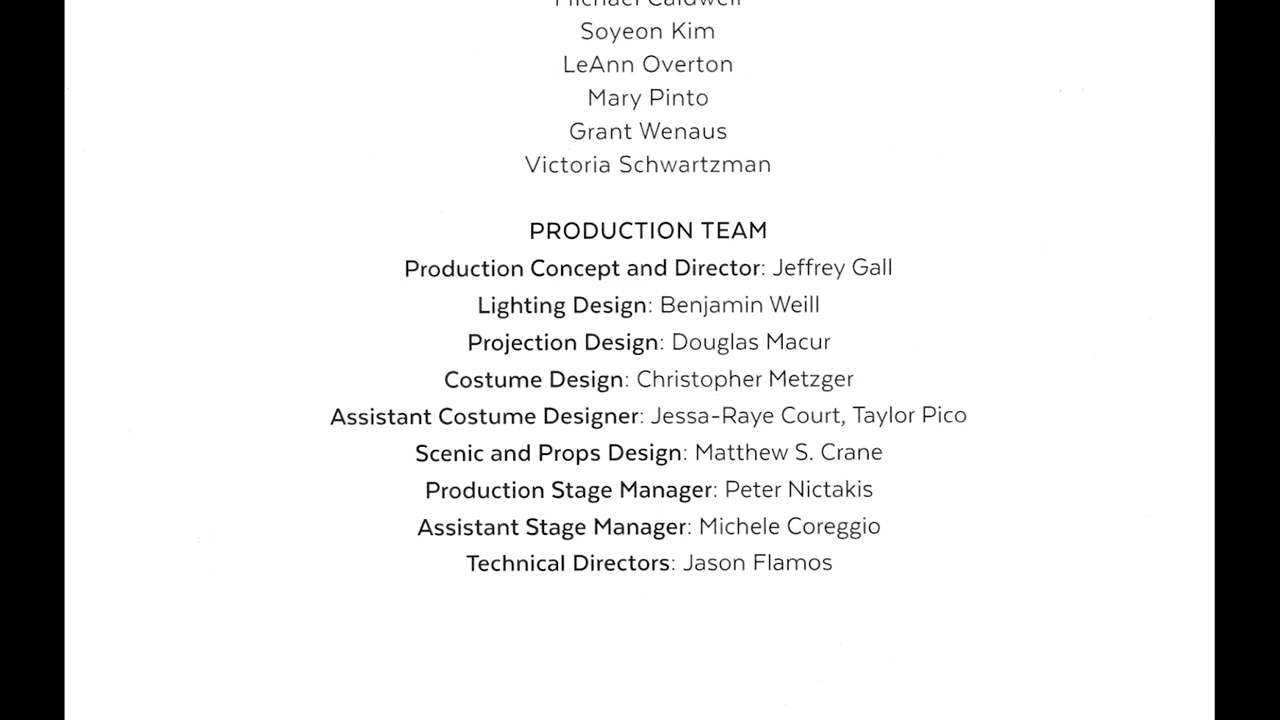 Michael Caldwell
Soyeon Kim
LeAnn Overton
Mary Pinto
Grant Wenaus
Victoria Schwartzman
PRODUCTION TEAM
Production Concept and Director: Jeffrey Gall
Lighting Design: Benjamin Weill
Projection Design: Douglas Macur
Costume Design: Christopher Metzger
Assistant Costume Designer: Jessa-Raye Court, Taylor Pico
Scenic and Props Design: Matthew S. Crane
Production Stage Manager: Peter Nictakis
Assistant Stage Manager: Michele Coreggio
Technical Directors: Jason Flamos